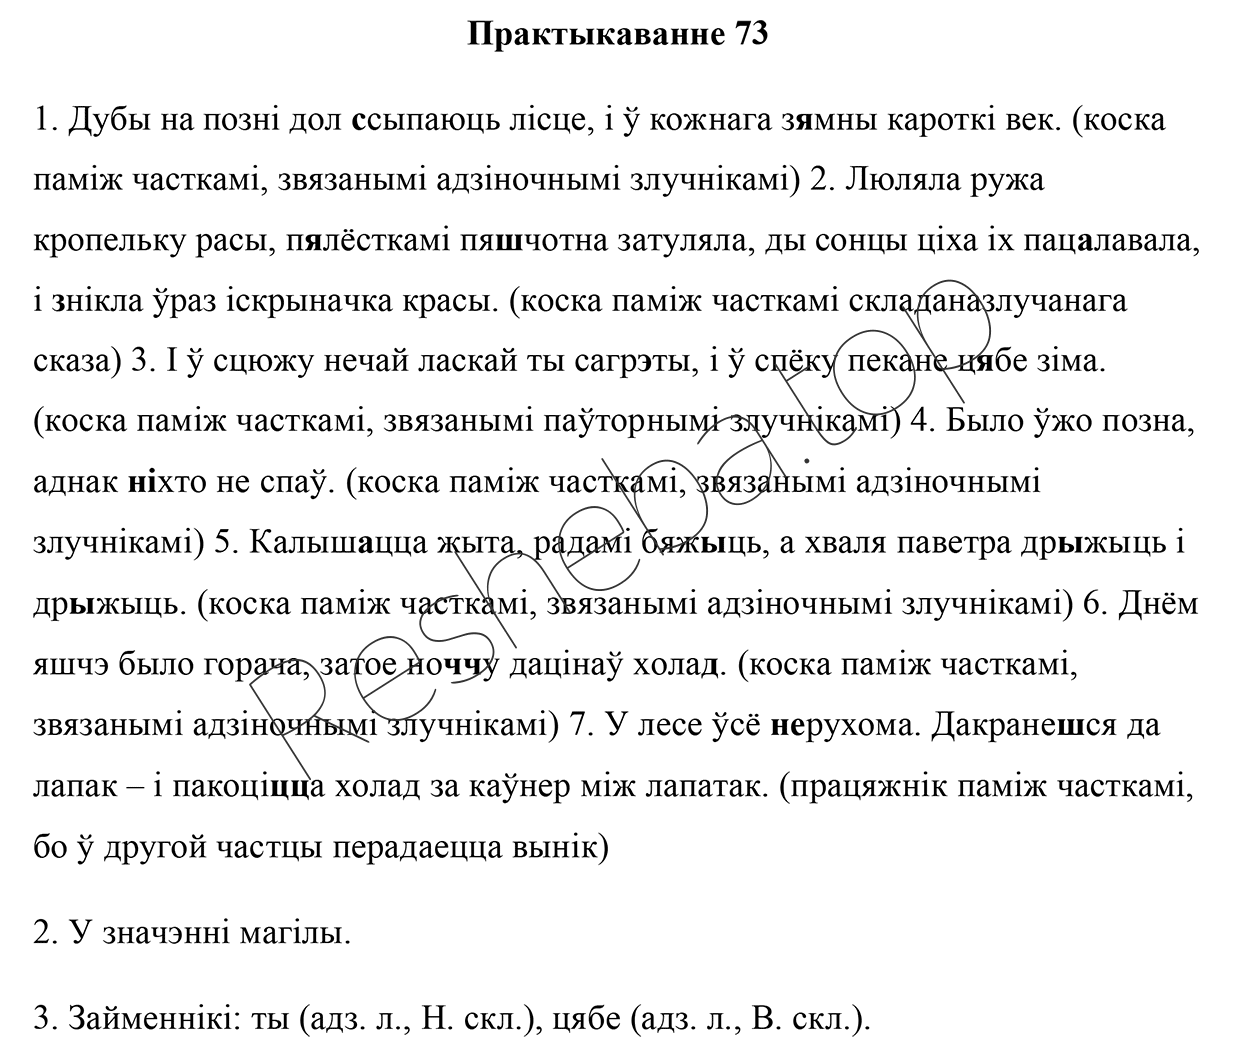 Практыкаванне 73
1. Дубы на позні дол ссыпаюць лісце, і ў кожнага зямны кароткі век. (коска
паміж часткамі, звязанымі адзіночнымі злучнікамі) 2. Люляла ружа
кропельку расы, пялёсткамі пяшчотна затуляла, ды сонцы ціха іх пацалавала,
і знікла ўраз іскрыначка красы. (коска паміж часткамі складаназлучанага
сказа) 3. І ў сцюжу нечай ласкай ты сагрэты, і ў спёку пекане цябе зіма.
(коска паміж часткамі, звязанымі паўторнымі злучнікамі) 4. Было ўжо позна,
аднак ніхто не спаў. (коска паміж часткамі, звязанымі адзіночнымі
злучнікамі) 5. Калышацца жыта, радамі бяжыць, а хваля паветра дрыжыць і
дрыжыць. (коска паміж часткамі, звязанымі адзіночнымі злучнікамі) 6. Днём
яшчэ было горача, затое ноччу дацінаў холад. (коска паміж часткамі,
звязанымі адзіночнымі злучнікамі) 7. У лесе ўсё нерухома. Дакранешся да
лапак – і пакоціцца холад за каўнер між лапатак. (працяжнік паміж часткамі,
бо ў другой частцы перадаецца вынік)
2. У значэнні магілы.
3. Займеннікі: ты (адз. л., Н. скл.), цябе (адз. л., В. скл.).
Resheba.top